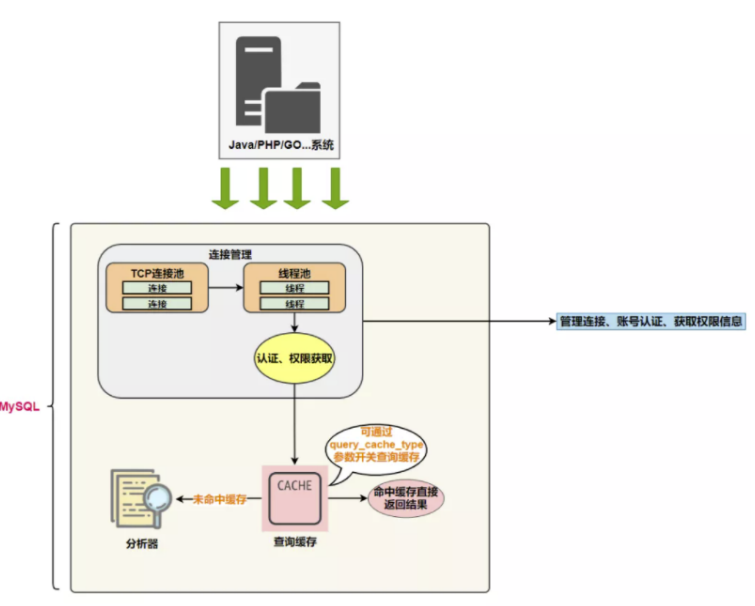 Java/PHP/GO...系统
连接管理
TCP连接池
连接
连接
线程池
线程
线程
认证、权限获取
管理连接、账号认证、获取权限信息
MySQL
可通过
query_cache_type
参数开关查询缓存
CACHE
未命中缓存
命中缓存直接
返回结果
分析器
查询缓存